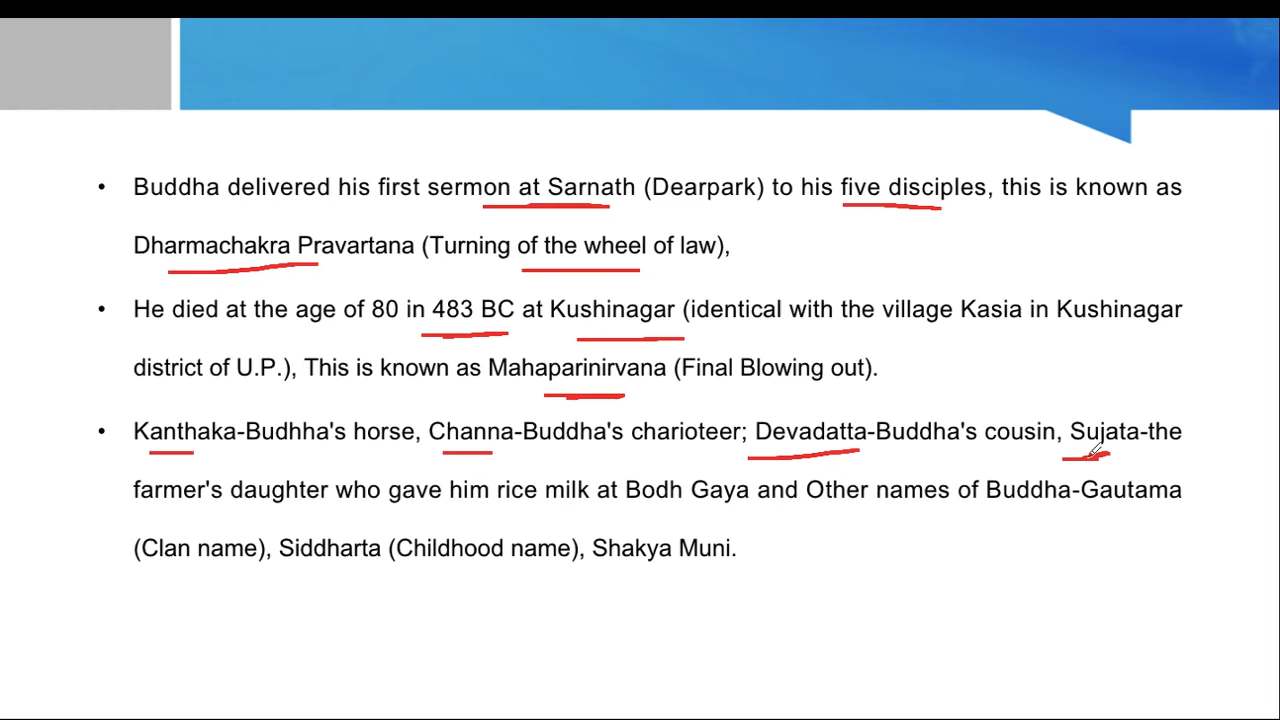 • Buddha delivered his first sermon at Sarnath (Dearpark) to his five disciples, this is known as
Dharmachakra Pravartana (Turning of the wheel of law),
• He died at the age of 80 in 483 BC at Kushinagar (identical with the village Kasia in Kushinagar
district of U.P.), This is known as Mahaparinirvana (Final Blowing out).
• Kanthaka-Budhha's horse, Channa-Buddha's charioteer; Devadatta-Buddha's cousin, Sujata-the
farmer's daughter who gave him rice milk at Bodh Gaya and Other names of Buddha-Gautama
(Clan name), Siddharta (Childhood name), Shakya Muni.